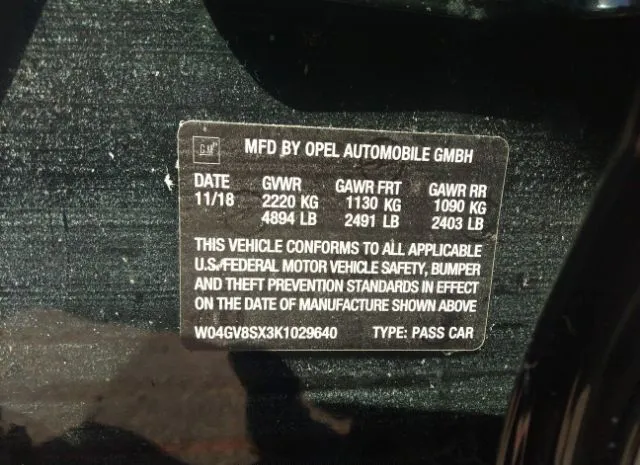 GM MFD BY OPEL AUTOMOBILE GMBH
DATE GVWR GAWR FRT GAWR RR
11/18 2220 KG 1130 KG 1090 KG
4894 LB 2491 LB 2403 LB
THIS VEHICLE CONFORMS TO ALL APPLICABLE
U.S./FEDERAL MOTOR VEHICLE SAFETY, BUMPER
AND THEFT PREVENTION STANDARDS IN EFFECT
ON THE DATE OF MANUFACTURE SHOWN ABOVE
W04GV8SX3K1029640 TYPE: PASS CAR